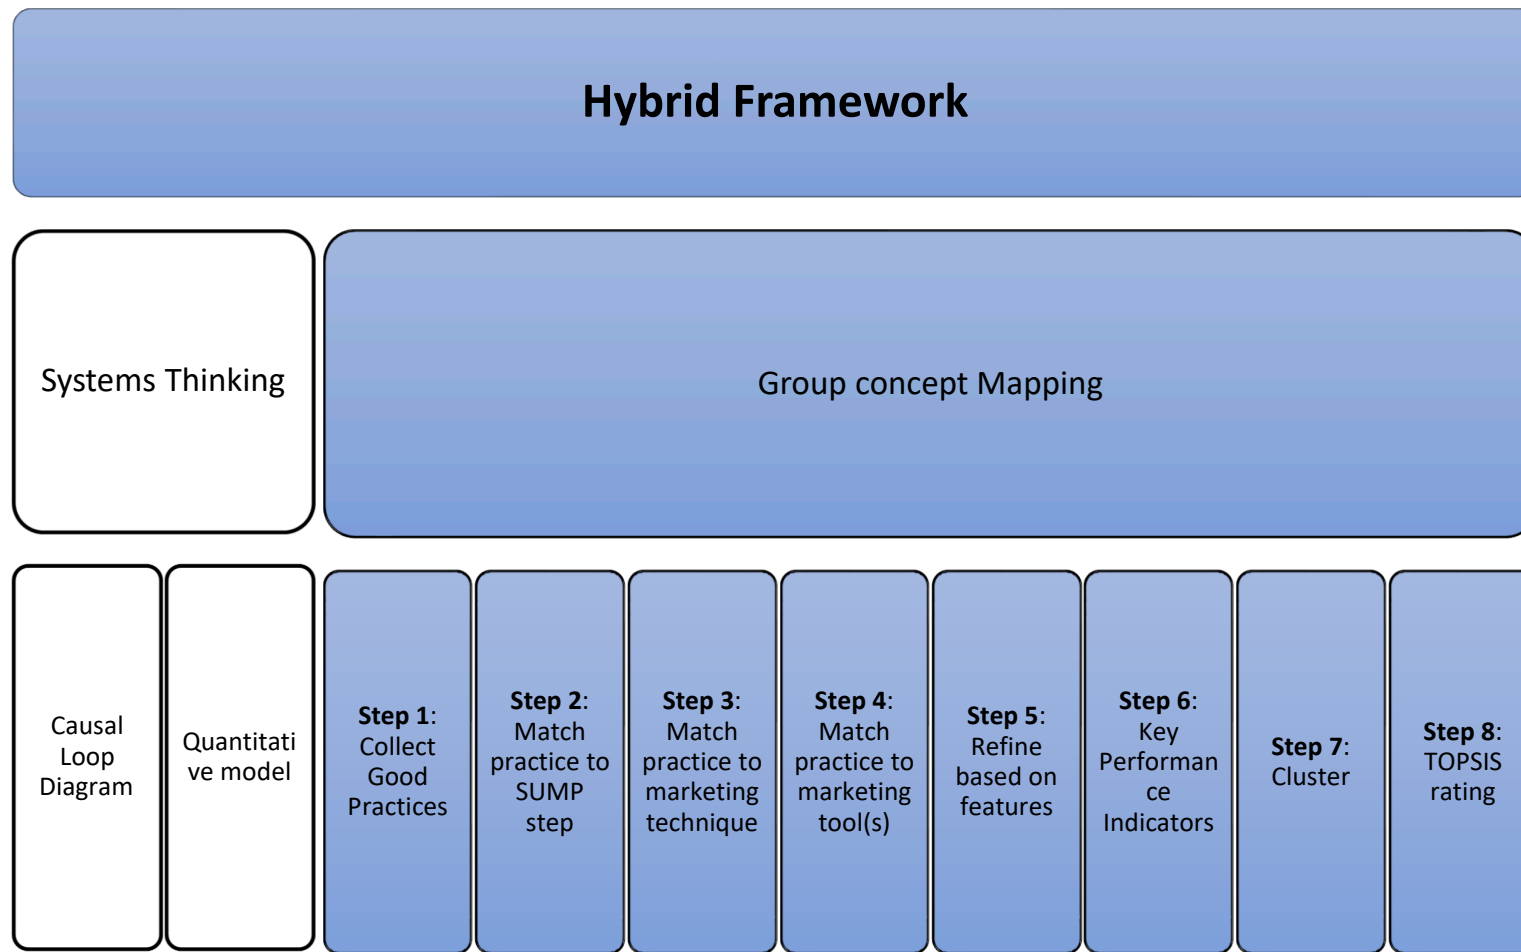 Hybrid Framework
Systems Thinking
Group concept Mapping
Causal
Loop
Diagram
Quantitati
ve model
Step 1:
Collect
Good
Practices
Step 2:
Match
practice to
SUMP
step
Step 3:
Match
practice to
marketing
technique
Step 4:
Match
practice to
marketing
tool(s)
Step 5:
Refine
based on
features
Step 6:
Key
Performan
ce
Indicators
Step 7:
Cluster
Step 8:
TOPSIS
rating